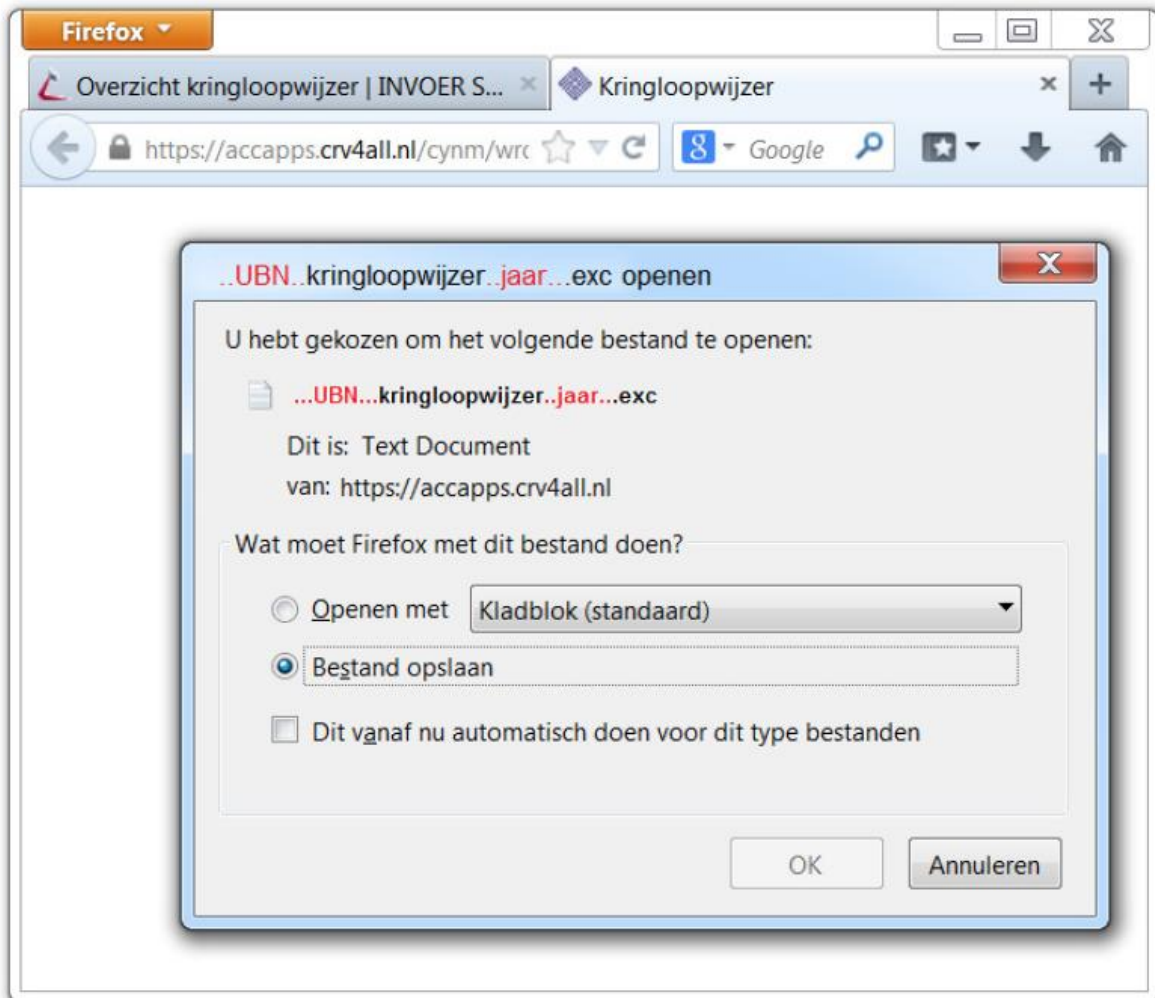 Firefox
Overzicht kringloopwijzer | INVOER S...
Kringloopwijzer
https://accapps.crv4all.nl/cynm/wrc
8
Google
..UBN..kringloopwijzer..jaar...exc openen
U hebt gekozen om het volgende bestand te openen:
...UBN...kringloopwijzer..jaar...exc
Dit is: Text Document
van: https://accapps.crv4all.nl
Wat moet Firefox met dit bestand doen?
Openen met Kladblok (standaard)
Bestand opslaan
Dit vanaf nu automatisch doen voor dit type bestanden
OK Annuleren